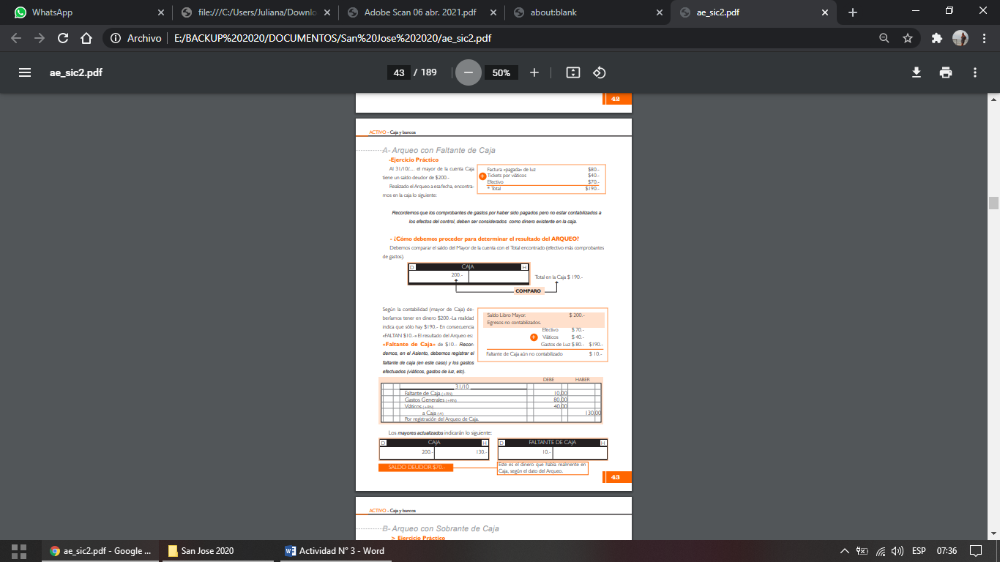 WhatsApp
file:///C:/Users/Juliana/Downlo
Adobe Scan 06 abr. 2021.pdf
about:blank
ae_sic2.pdf
Archivo
E:/BACKUP%202020/DOCUMENTOS/San%20Jose%202020/ae_sic2.pdf
ae_sic2.pdf
43 / 189
50%
42
ACTIVO - Caja y bancos
A- Arqueo con Faltante de Caja
-Ejercicio Práctico
Al 31/10/.... el mayor de la cuenta Caja
tiene un saldo deudor de $200.-
Realizado el Arqueo a esa fecha, encontra-
mos en la caja lo siguiente:
Factura «pagada» de luz $80.-
+ Tickets por viáticos $40.-
Efectivo $70.-
* Total $190.-
Recordemos que los comprobantes de gastos por haber sido pagados pero no estar contabilizados a
los efectos del control, deben ser considerados como dinero existente en la caja.
- ¿Cómo debemos proceder para determinar el resultado del ARQUEO?
Debemos comparar el saldo del Mayor de la cuenta con el Total encontrado (efectivo más comprobantes
de gastos).
D CAJA H
200.-
Total en la Caja $ 190.-
COMPARO
Según la contabilidad (mayor de Caja) de-
beríamos tener en dinero $200.-La realidad
indica que sólo hay $190.- En consecuencia
«FALTAN $10.-» El resultado del Arqueo es:
«Faltante de Caja» de $10.- Recor-
demos, en el Asiento, debemos registrar el
faltante de caja (en este caso) y los gastos
efectuados (viáticos, gastos de luz, etc).
Saldo Libro Mayor. $ 200.-
Egresos no contabilizados.
Efectivo $ 70.-
+ Viáticos $ 40.-
Gastos de Luz $ 80.- $190.-
Faltante de Caja aún no contabilizado $ 10.-
DEBE HABER
31/10
Faltante de Caja (+RN) 10,00
Gastos Generales (+RN) 80,00
Viáticos (+RN) 40,00
a Caja (-A) 130,00
Por registración del Arqueo de Caja.
Los mayores actualizados indicarán lo siguiente:
D CAJA H
200.- 130.-
D FALTANTE DE CAJA H
10.-
SALDO DEUDOR $70.-
Este es el dinero que había realmente en
Caja, según el dato del Arqueo.
43
ACTIVO - Caja y bancos
B- Arqueo con Sobrante de Caja
> Ejercicio Práctico
ae_sic2.pdf - Google ...
San Jose 2020
Actividad N° 3 - Word
ESP
07:36